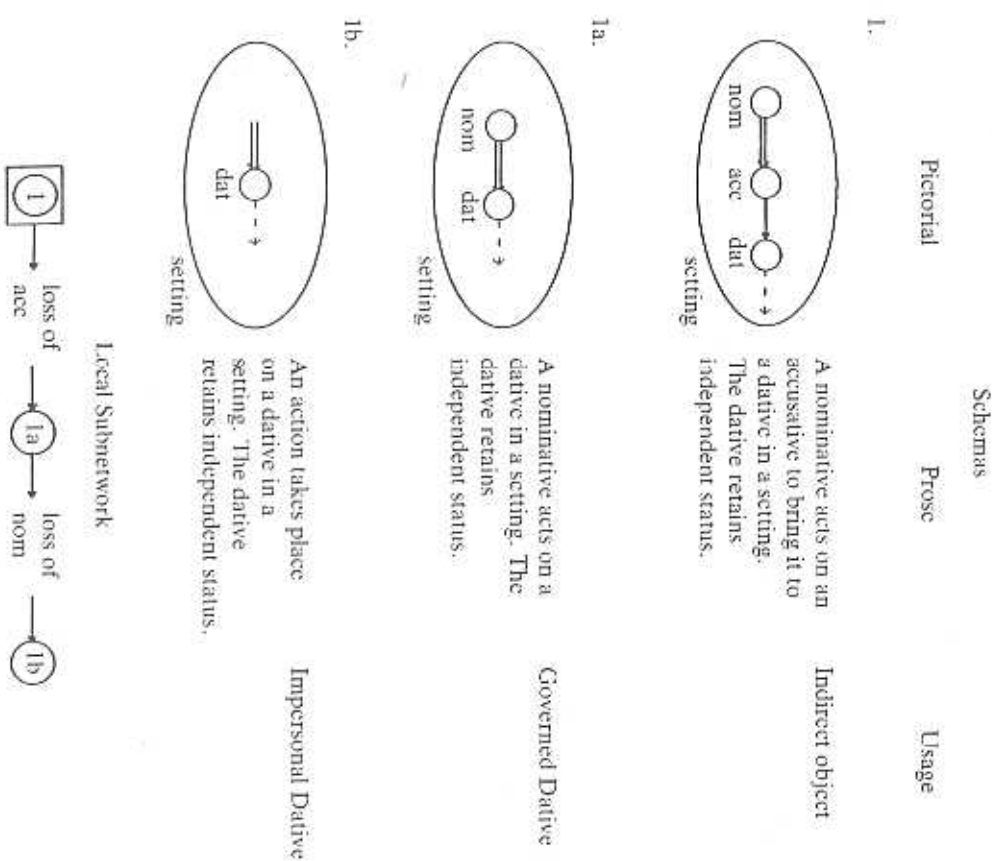 Schemas
Pictorial Prose Usage
1.
nom acc dat
setting
A nominative acts on an
accusative to bring it to
a dative in a setting.
The dative retains
independent status.
Indirect object
1a.
nom dat
setting
A nominative acts on a
dative in a setting. The
dative retains
independent status.
Governed Dative
1b.
dat
setting
An action takes place
on a dative in a
setting. The dative
retains independent status.
Impersonal Dative
Local Subnetwork
1 loss of acc 1a loss of nom 1b